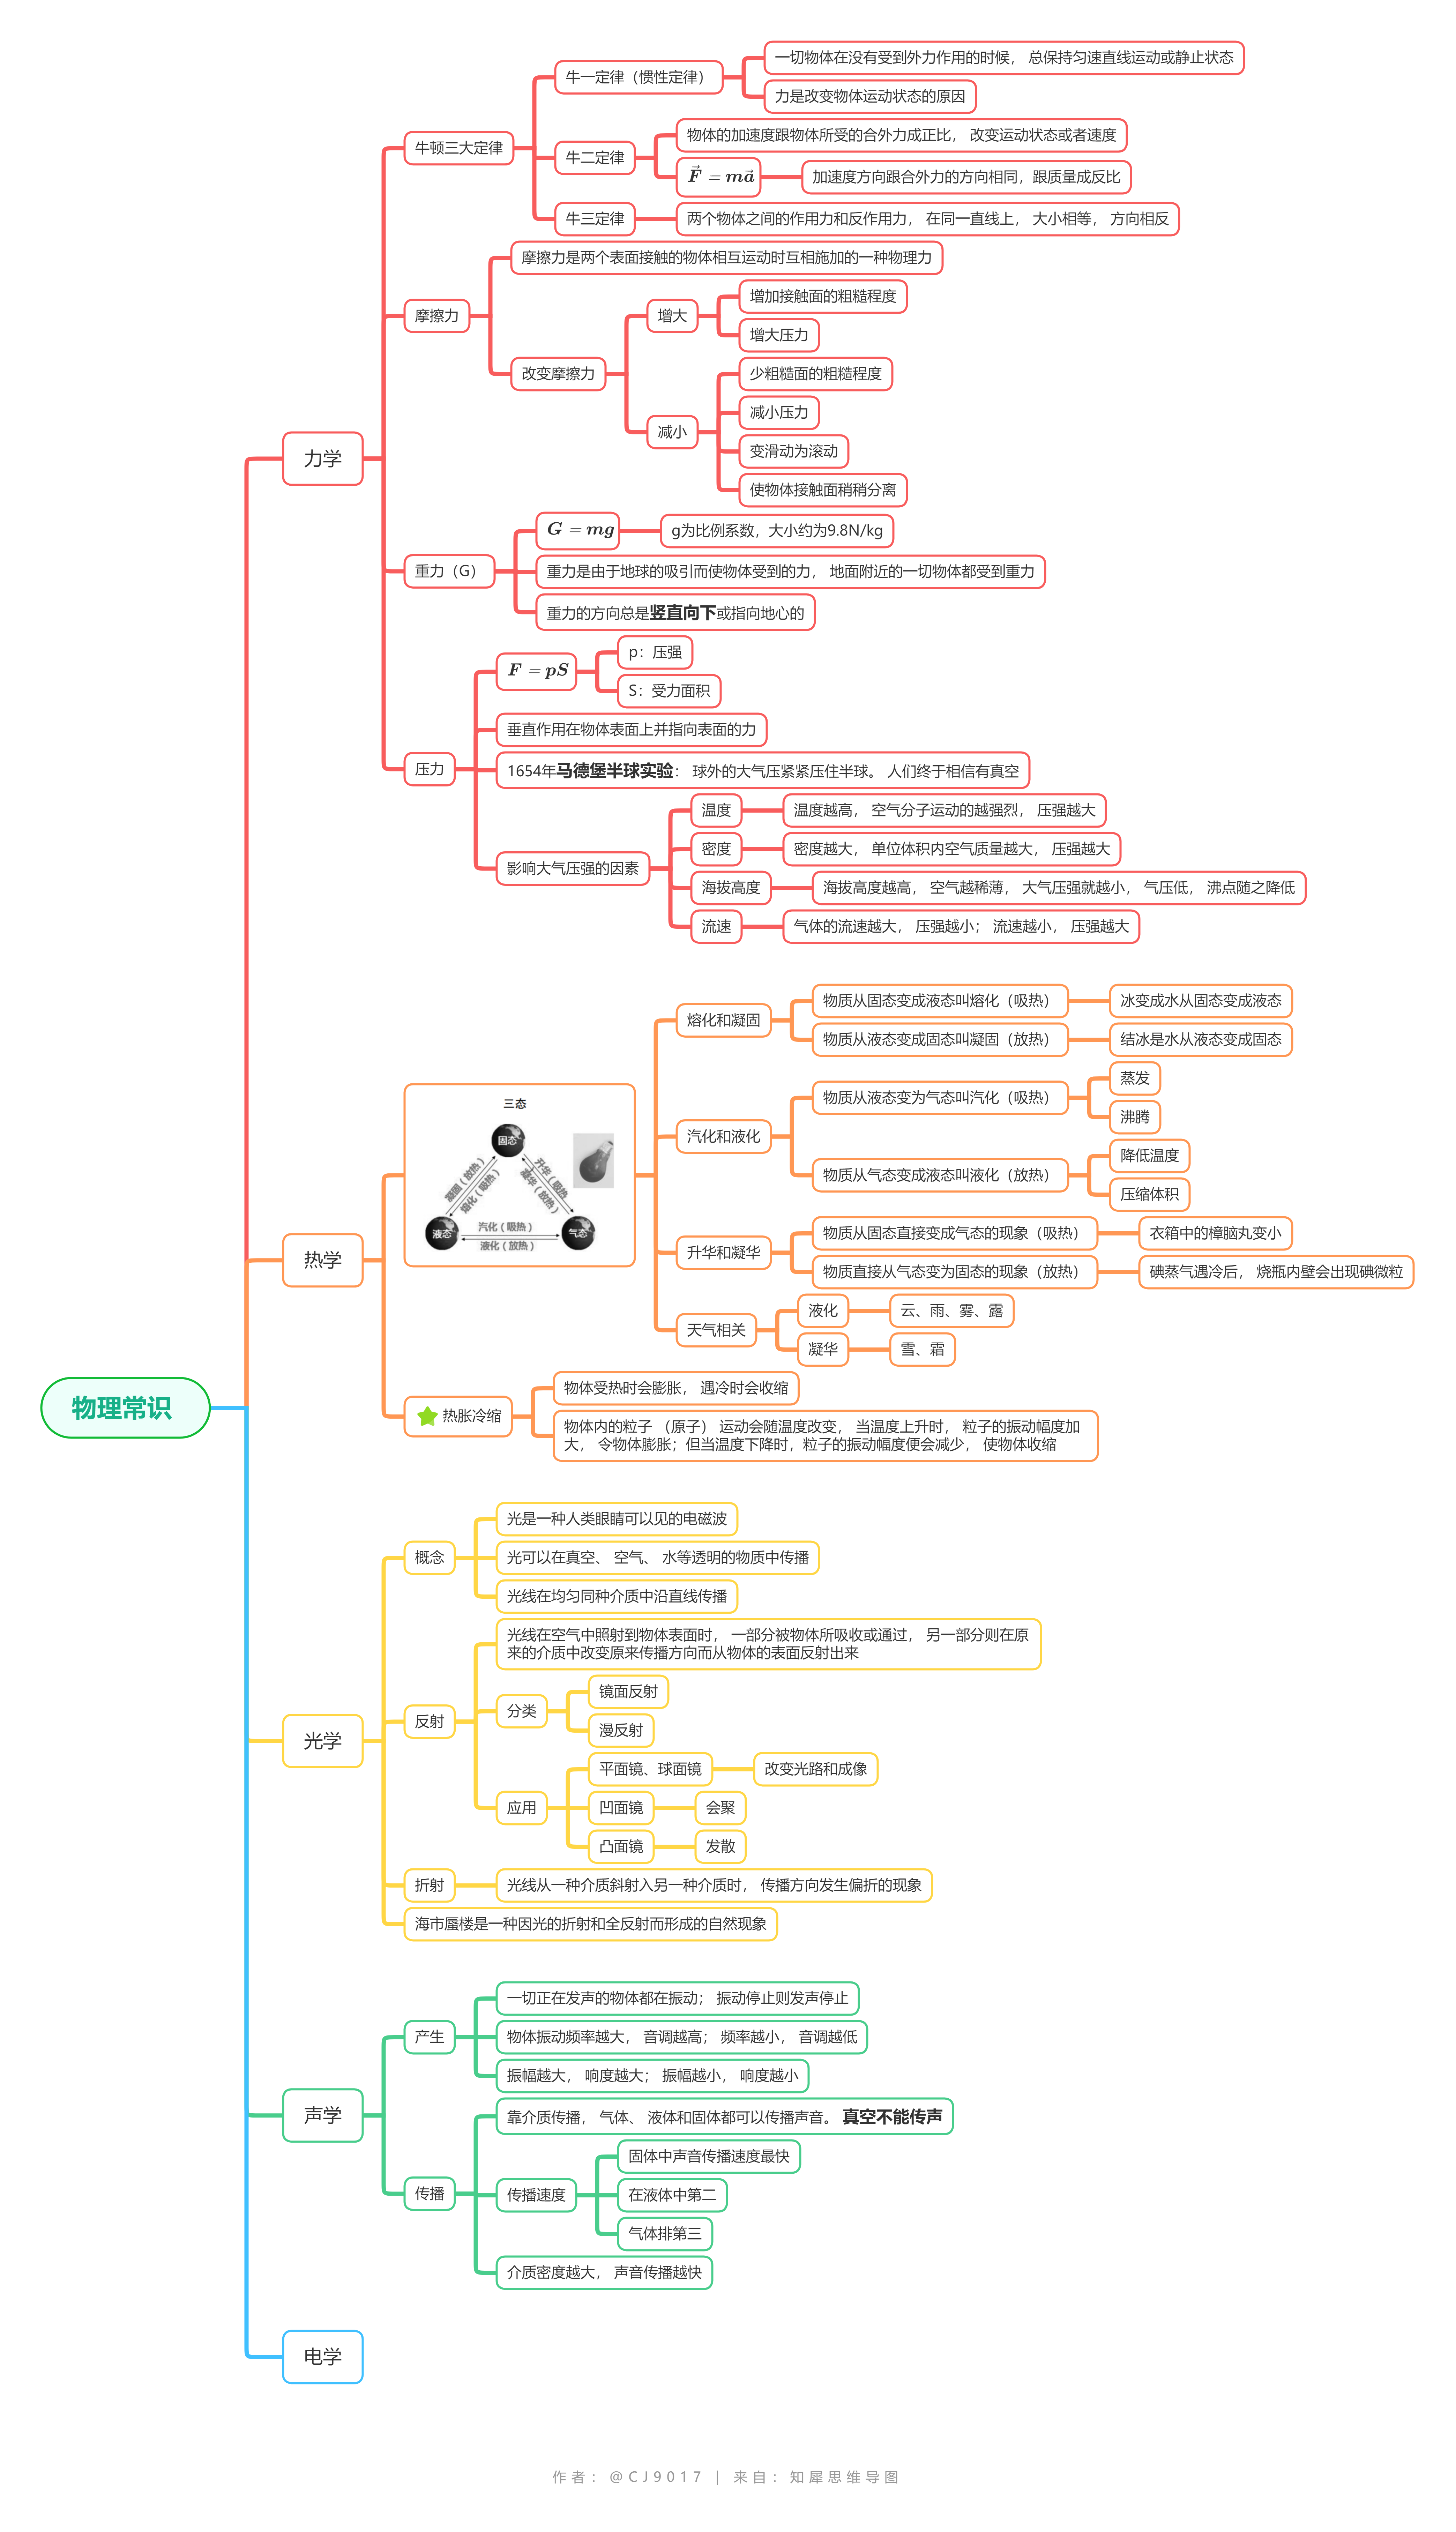 物理常识
力学
牛顿三大定律
牛一定律（惯性定律）
一切物体在没有受到外力作用的时候， 总保持匀速直线运动或静止状态
力是改变物体运动状态的原因
牛二定律
物体的加速度跟物体所受的合外力成正比， 改变运动状态或者速度
F⃗ = ma⃗
加速度方向跟合外力的方向相同，跟质量成反比
牛三定律
两个物体之间的作用力和反作用力， 在同一直线上， 大小相等， 方向相反
摩擦力
摩擦力是两个表面接触的物体相互运动时互相施加的一种物理力
改变摩擦力
增大
增加接触面的粗糙程度
增大压力
减小
少粗糙面的粗糙程度
减小压力
变滑动为滚动
使物体接触面稍稍分离
重力（G）
G = mg
g为比例系数，大小约为9.8N/kg
重力是由于地球的吸引而使物体受到的力， 地面附近的一切物体都受到重力
重力的方向总是竖直向下或指向地心的
压力
F = pS
p：压强
S：受力面积
垂直作用在物体表面上并指向表面的力
1654年马德堡半球实验： 球外的大气压紧紧压住半球。 人们终于相信有真空
影响大气压强的因素
温度
温度越高， 空气分子运动的越强烈， 压强越大
密度
密度越大， 单位体积内空气质量越大， 压强越大
海拔高度
海拔高度越高， 空气越稀薄， 大气压强就越小， 气压低， 沸点随之降低
流速
气体的流速越大， 压强越小； 流速越小， 压强越大
热学
三态
固态
凝固（放热）
熔化（吸热）
升华（吸热
凝华（放热）
液态
汽化（吸热）
液化（放热）
气态
熔化和凝固
物质从固态变成液态叫熔化（吸热）
冰变成水从固态变成液态
物质从液态变成固态叫凝固（放热）
结冰是水从液态变成固态
汽化和液化
物质从液态变为气态叫汽化（吸热）
蒸发
沸腾
物质从气态变成液态叫液化（放热）
降低温度
压缩体积
升华和凝华
物质从固态直接变成气态的现象（吸热）
衣箱中的樟脑丸变小
物质直接从气态变为固态的现象（放热）
碘蒸气遇冷后， 烧瓶内壁会出现碘微粒
天气相关
液化
云、雨、雾、露
凝华
雪、霜
热胀冷缩
物体受热时会膨胀， 遇冷时会收缩
物体内的粒子 （原子） 运动会随温度改变， 当温度上升时， 粒子的振动幅度加
大， 令物体膨胀；但当温度下降时，粒子的振动幅度便会减少， 使物体收缩
光学
概念
光是一种人类眼睛可以见的电磁波
光可以在真空、 空气、 水等透明的物质中传播
光线在均匀同种介质中沿直线传播
反射
光线在空气中照射到物体表面时， 一部分被物体所吸收或通过， 另一部分则在原
来的介质中改变原来传播方向而从物体的表面反射出来
分类
镜面反射
漫反射
应用
平面镜、球面镜
改变光路和成像
凹面镜
会聚
凸面镜
发散
折射
光线从一种介质斜射入另一种介质时， 传播方向发生偏折的现象
海市蜃楼是一种因光的折射和全反射而形成的自然现象
声学
产生
一切正在发声的物体都在振动； 振动停止则发声停止
物体振动频率越大， 音调越高； 频率越小， 音调越低
振幅越大， 响度越大； 振幅越小， 响度越小
传播
靠介质传播， 气体、 液体和固体都可以传播声音。 真空不能传声
传播速度
固体中声音传播速度最快
在液体中第二
气体排第三
介质密度越大， 声音传播越快
电学
作者：@CJ9017 | 来自：知犀思维导图